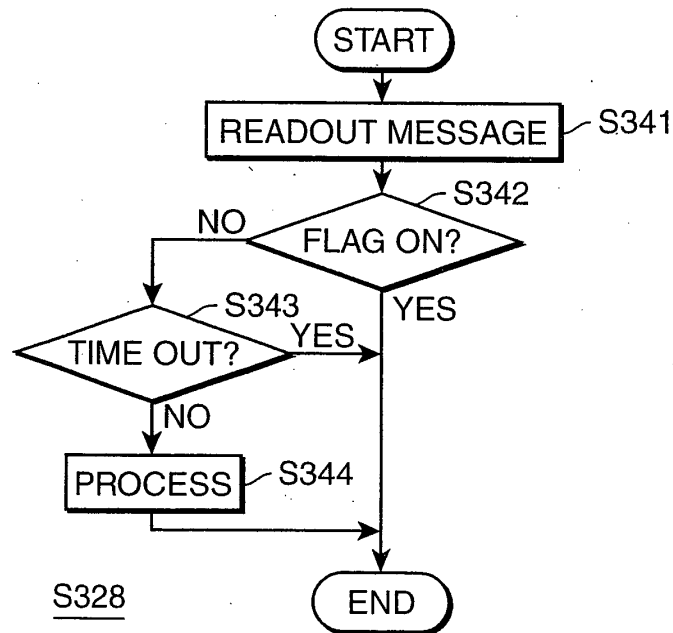 START
READOUT MESSAGE
S341
S342
NO
FLAG ON?
YES
S343
TIME OUT?
YES
NO
PROCESS
S344
S328
END